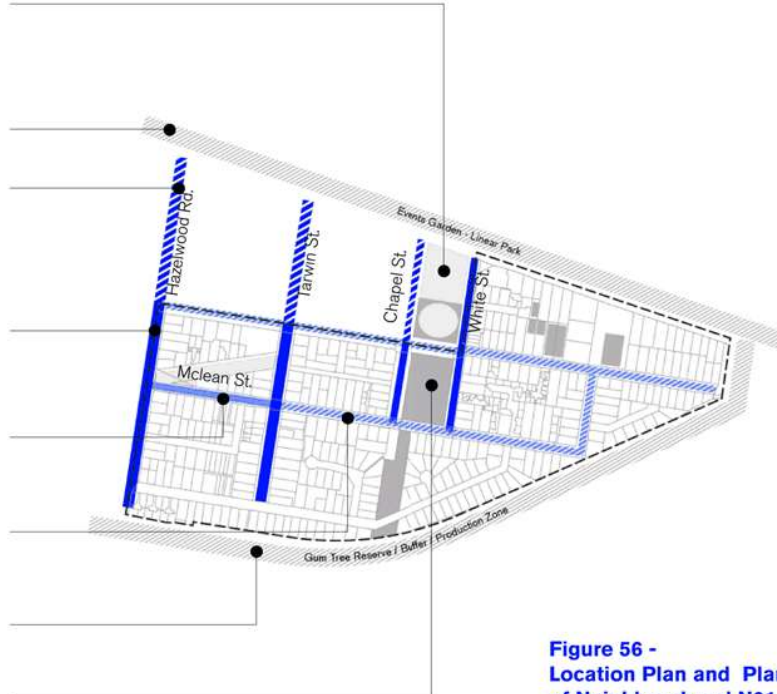 Hazelwood Rd.
Tarwin St.
Chapel St.
White St.
Events Garden - Linear Park
Mclean St.
Gum Tree Reserve / Buffer / Production Zone
Figure 56 -
Location Plan and Plan